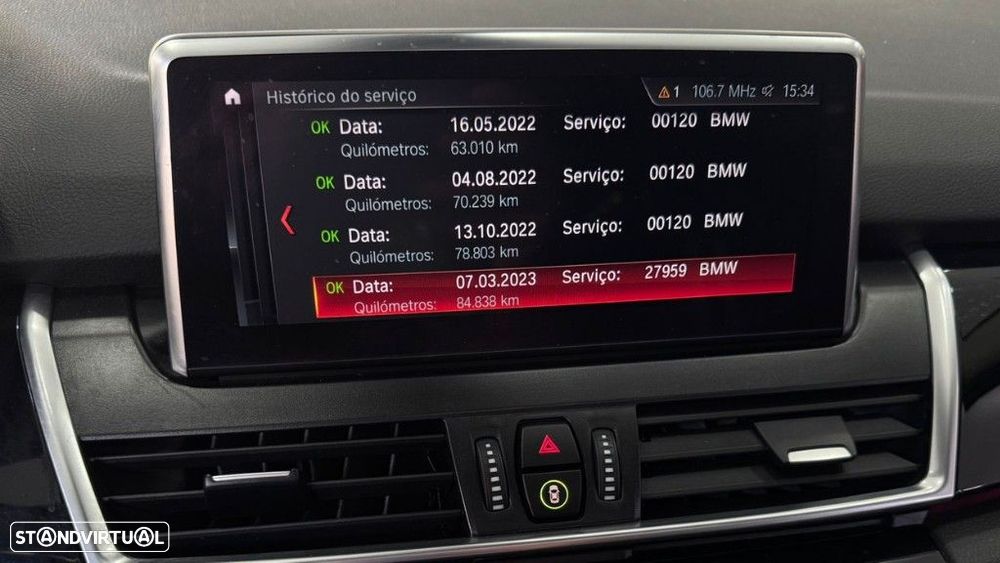 Histórico do serviço
1 106.7 MHz 15:34
OK Data: 16.05.2022 Serviço: 00120 BMW
Quilómetros: 63.010 km
OK Data: 04.08.2022 Serviço: 00120 BMW
Quilómetros: 70.239 km
OK Data: 13.10.2022 Serviço: 00120 BMW
Quilómetros: 78.803 km
OK Data: 07.03.2023 Serviço: 27959 BMW
Quilómetros: 84.838 km
STANDVIRTUAL